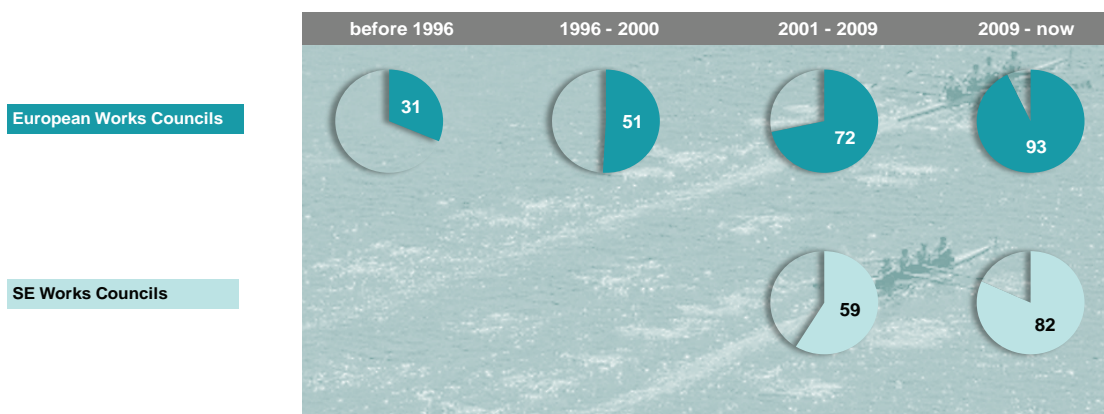 before 1996 1996 - 2000 2001 - 2009 2009 - now
European Works Councils 31 51 72 93
SE Works Councils 59 82